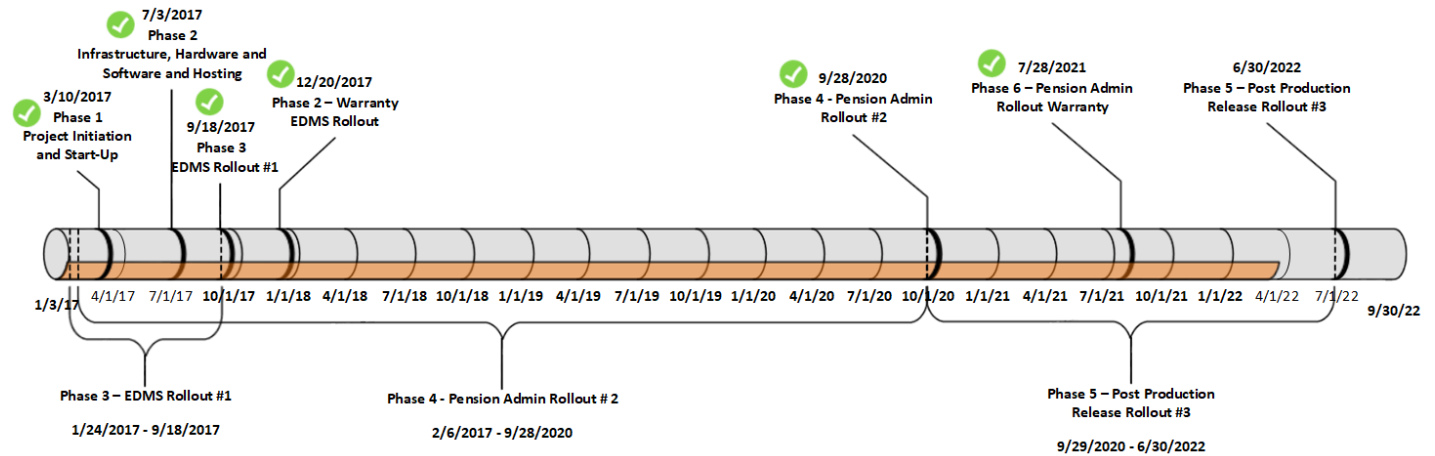 7/3/2017
Phase 2
Infrastructure, Hardware and
Software and Hosting
3/10/2017
Phase 1
Project Initiation
and Start-Up
9/18/2017
Phase 3
EDMS Rollout #1
12/20/2017
Phase 2 – Warranty
EDMS Rollout
9/28/2020
Phase 4 - Pension Admin
Rollout #2
7/28/2021
Phase 6 – Pension Admin
Rollout Warranty
6/30/2022
Phase 5 – Post Production
Release Rollout #3
1/3/17 4/1/17 7/1/17 10/1/17 1/1/18 4/1/18 7/1/18 10/1/18 1/1/19 4/1/19 7/1/19 10/1/19 1/1/20 4/1/20 7/1/20 10/1/20 1/1/21 4/1/21 7/1/21 10/1/21 1/1/22 4/1/22 7/1/22 9/30/22
Phase 3 – EDMS Rollout #1
1/24/2017 - 9/18/2017
Phase 4 - Pension Admin Rollout # 2
2/6/2017 - 9/28/2020
Phase 5 – Post Production
Release Rollout #3
9/29/2020 - 6/30/2022